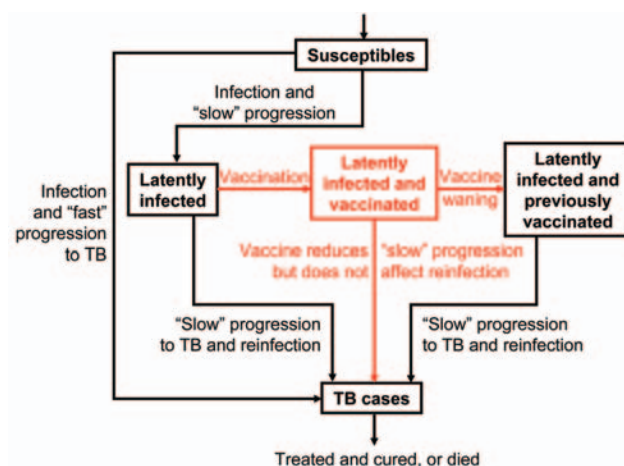 Susceptibles
Infection and
"slow" progression
Infection
and "fast"
progression
to TB
Latently
infected
Vaccination
Latently
infected and
vaccinated
Vaccine
waning
Latently
infected and
previously
vaccinated
Vaccine reduces "slow" progression
but does not affect reinfection
"Slow" progression
to TB and reinfection
"Slow" progression
to TB and reinfection
TB cases
Treated and cured, or died